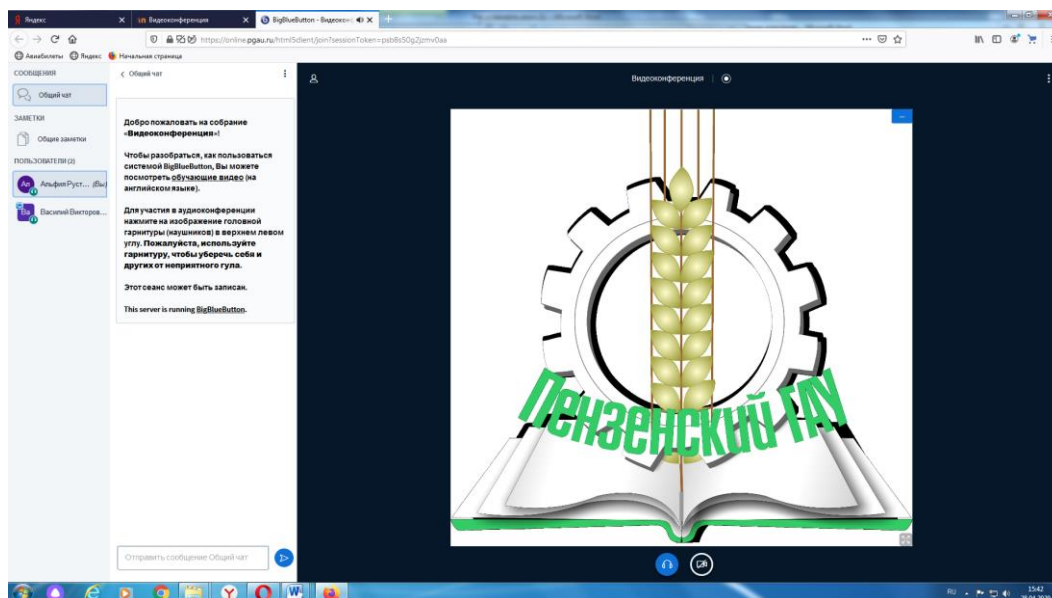 Яндекс
Видеоконференция
BigBlueButton - Видеоконс
https://online.pgau.ru/html5client/join?sessionToken=psb8s50g2jzmv0aa
Авиабилеты Яндекс Начальная страница
СООБЩЕНИЯ
Общий чат
ЗАМЕТКИ
Общие заметки
ПОЛЬЗОВАТЕЛИ (2)
Ал Альфия Руст... (Вы)
Ва Василий Викторов...
Общий чат
Добро пожаловать на собрание
«Видеоконференция»!
Чтобы разобраться, как пользоваться
системой BigBlueButton, Вы можете
посмотреть обучающие видео (на
английском языке).
Для участия в аудиоконференции
нажмите на изображение головной
гарнитуры (наушников) в верхнем левом
углу. Пожалуйста, используйте
гарнитуру, чтобы уберечь себя и
других от неприятного гула.
Этот сеанс может быть записан.
This server is running BigBlueButton.
Отправить сообщение Общий чат
Видеоконференция
Пензенский ГАУ
RU
15:42